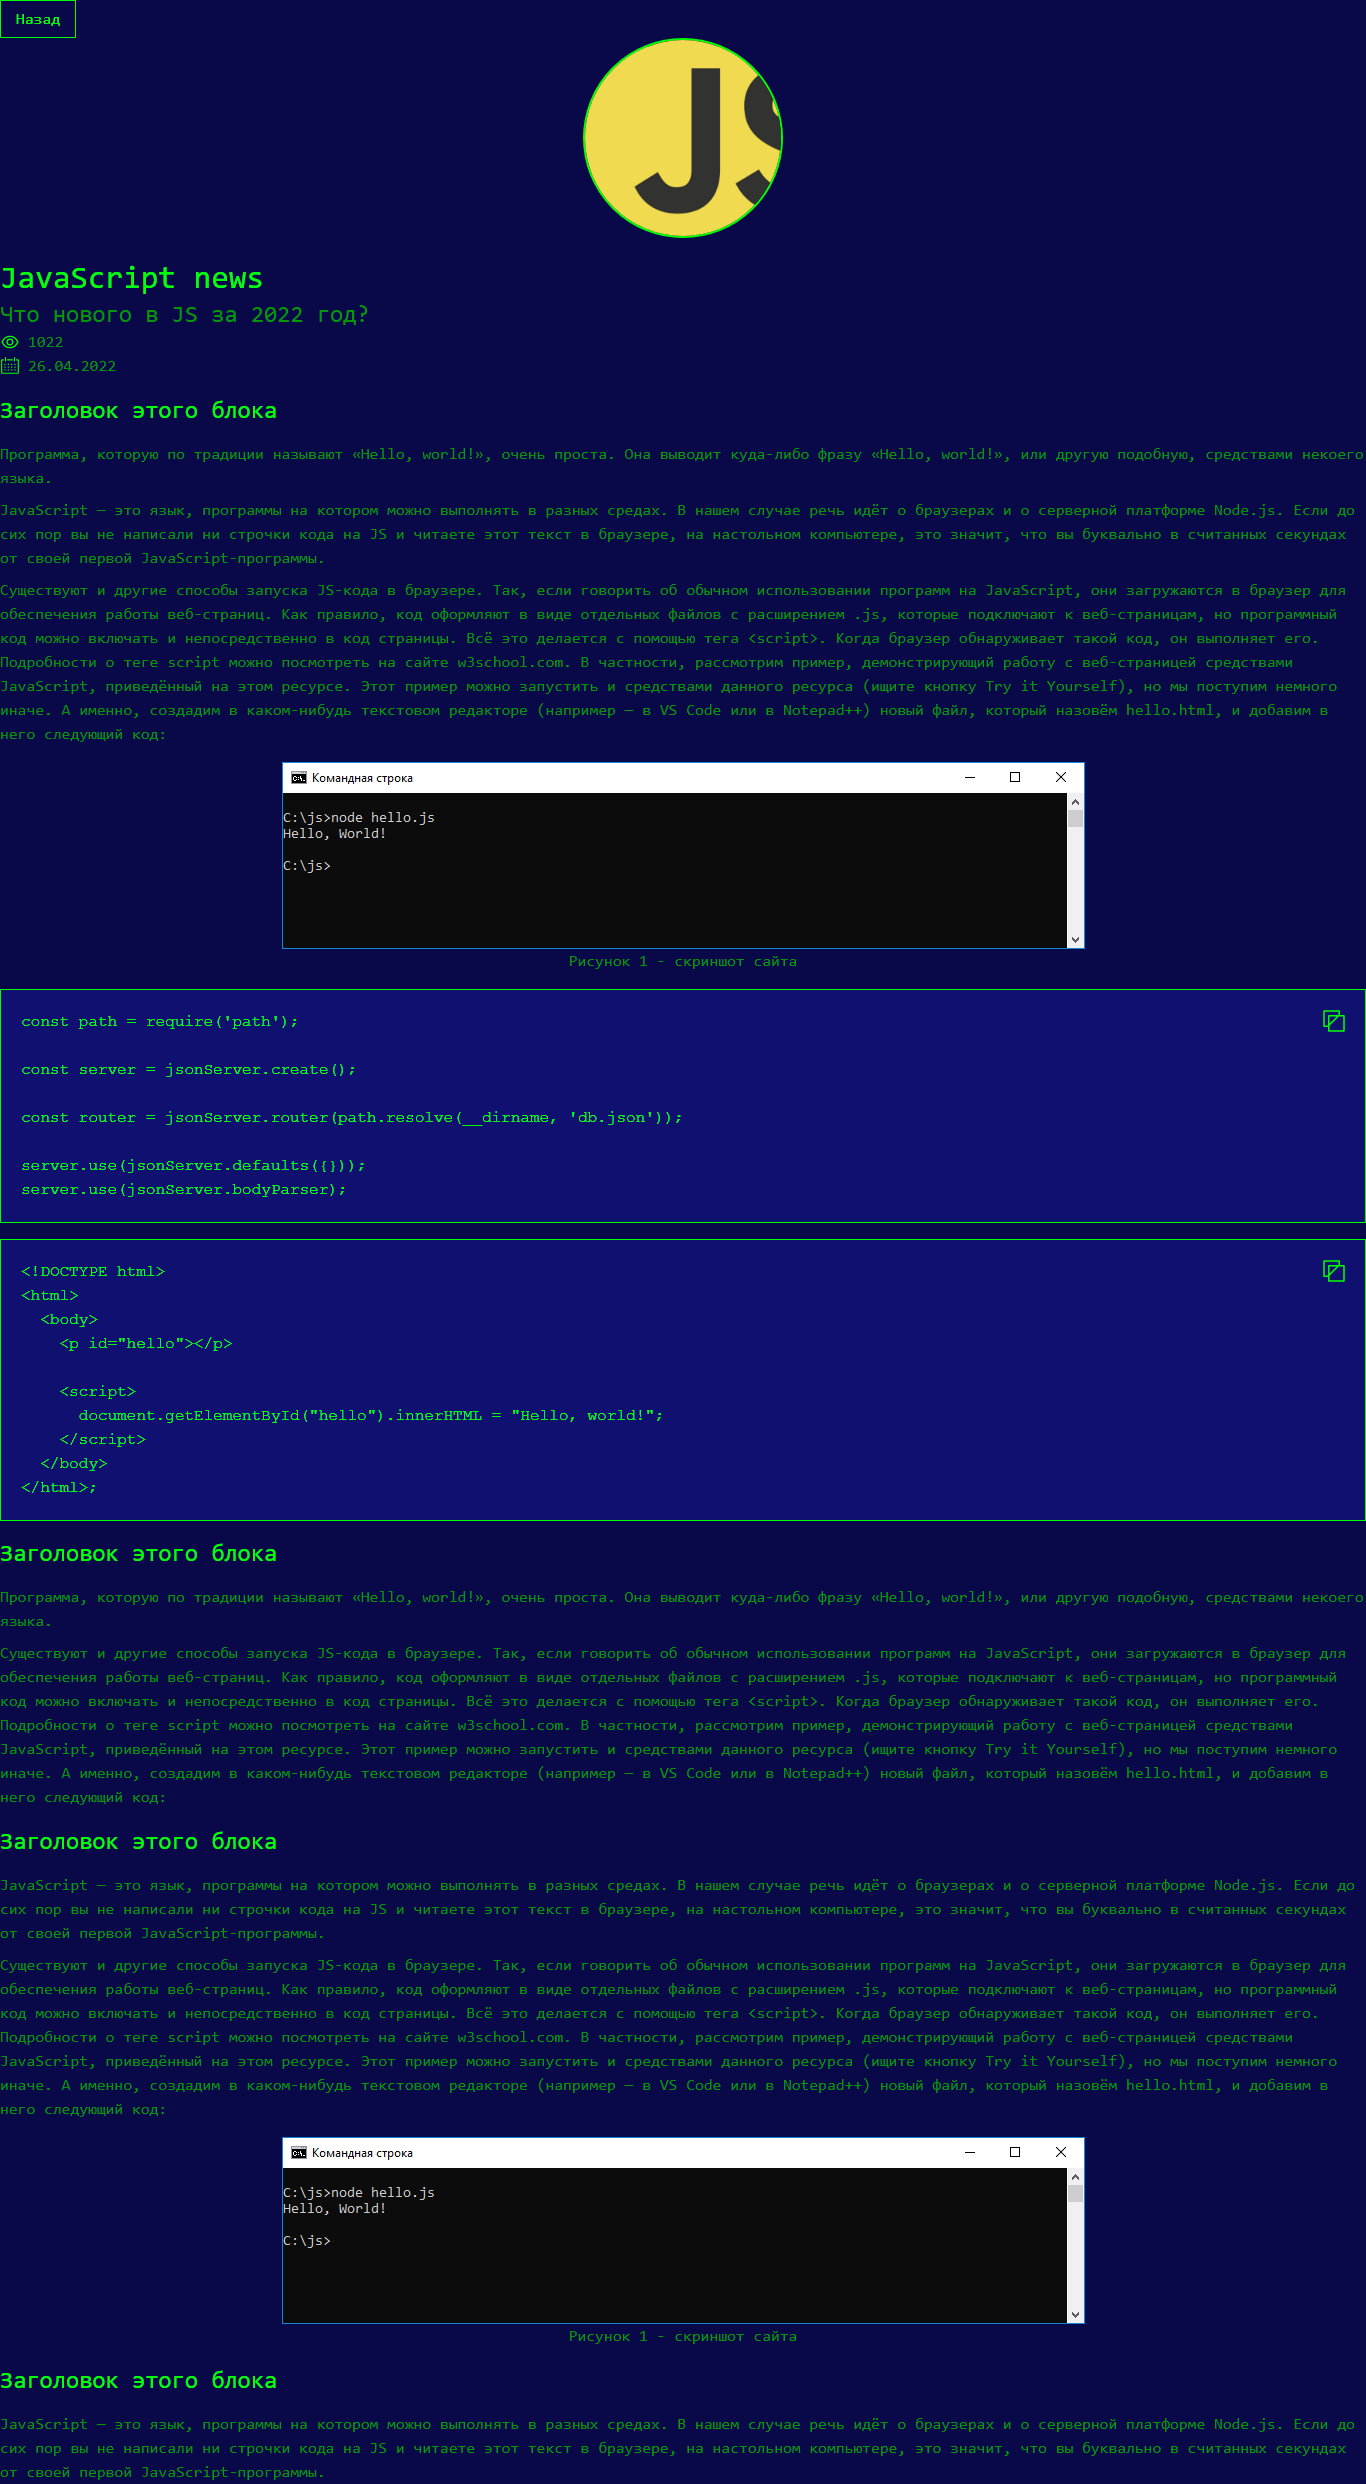 Назад
JS
JavaScript news
Что нового в JS за 2022 год?
1022
26.04.2022
Заголовок этого блока
Программа, которую по традиции называют «Hello, world!», очень проста. Она выводит куда-либо фразу «Hello, world!», или другую подобную, средствами некоего
языка.
JavaScript — это язык, программы на котором можно выполнять в разных средах. В нашем случае речь идёт о браузерах и о серверной платформе Node.js. Если до
сих пор вы не написали ни строчки кода на JS и читаете этот текст в браузере, на настольном компьютере, это значит, что вы буквально в считанных секундах
от своей первой JavaScript-программы.
Существуют и другие способы запуска JS-кода в браузере. Так, если говорить об обычном использовании программ на JavaScript, они загружаются в браузер для
обеспечения работы веб-страниц. Как правило, код оформляют в виде отдельных файлов с расширением .js, которые подключают к веб-страницам, но программный
код можно включать и непосредственно в код страницы. Всё это делается с помощью тега <script>. Когда браузер обнаруживает такой код, он выполняет его.
Подробности о теге script можно посмотреть на сайте w3school.com. В частности, рассмотрим пример, демонстрирующий работу с веб-страницей средствами
JavaScript, приведённый на этом ресурсе. Этот пример можно запустить и средствами данного ресурса (ищите кнопку Try it Yourself), но мы поступим немного
иначе. А именно, создадим в каком-нибудь текстовом редакторе (например — в VS Code или в Notepad++) новый файл, который назовём hello.html, и добавим в
него следующий код:
Командная строка
C:\js>node hello.js
Hello, World!
C:\js>
Рисунок 1 - скриншот сайта
const path = require('path');
const server = jsonServer.create();
const router = jsonServer.router(path.resolve(__dirname, 'db.json'));
server.use(jsonServer.defaults({}));
server.use(jsonServer.bodyParser);
<!DOCTYPE html>
<html>
  <body>
    <p id="hello"></p>
    <script>
      document.getElementById("hello").innerHTML = "Hello, world!";
    </script>
  </body>
</html>;
Заголовок этого блока
Программа, которую по традиции называют «Hello, world!», очень проста. Она выводит куда-либо фразу «Hello, world!», или другую подобную, средствами некоего
языка.
Существуют и другие способы запуска JS-кода в браузере. Так, если говорить об обычном использовании программ на JavaScript, они загружаются в браузер для
обеспечения работы веб-страниц. Как правило, код оформляют в виде отдельных файлов с расширением .js, которые подключают к веб-страницам, но программный
код можно включать и непосредственно в код страницы. Всё это делается с помощью тега <script>. Когда браузер обнаруживает такой код, он выполняет его.
Подробности о теге script можно посмотреть на сайте w3school.com. В частности, рассмотрим пример, демонстрирующий работу с веб-страницей средствами
JavaScript, приведённый на этом ресурсе. Этот пример можно запустить и средствами данного ресурса (ищите кнопку Try it Yourself), но мы поступим немного
иначе. А именно, создадим в каком-нибудь текстовом редакторе (например — в VS Code или в Notepad++) новый файл, который назовём hello.html, и добавим в
него следующий код:
Заголовок этого блока
JavaScript — это язык, программы на котором можно выполнять в разных средах. В нашем случае речь идёт о браузерах и о серверной платформе Node.js. Если до
сих пор вы не написали ни строчки кода на JS и читаете этот текст в браузере, на настольном компьютере, это значит, что вы буквально в считанных секундах
от своей первой JavaScript-программы.
Существуют и другие способы запуска JS-кода в браузере. Так, если говорить об обычном использовании программ на JavaScript, они загружаются в браузер для
обеспечения работы веб-страниц. Как правило, код оформляют в виде отдельных файлов с расширением .js, которые подключают к веб-страницам, но программный
код можно включать и непосредственно в код страницы. Всё это делается с помощью тега <script>. Когда браузер обнаруживает такой код, он выполняет его.
Подробности о теге script можно посмотреть на сайте w3school.com. В частности, рассмотрим пример, демонстрирующий работу с веб-страницей средствами
JavaScript, приведённый на этом ресурсе. Этот пример можно запустить и средствами данного ресурса (ищите кнопку Try it Yourself), но мы поступим немного
иначе. А именно, создадим в каком-нибудь текстовом редакторе (например — в VS Code или в Notepad++) новый файл, который назовём hello.html, и добавим в
него следующий код:
Командная строка
C:\js>node hello.js
Hello, World!
C:\js>
Рисунок 1 - скриншот сайта
Заголовок этого блока
JavaScript — это язык, программы на котором можно выполнять в разных средах. В нашем случае речь идёт о браузерах и о серверной платформе Node.js. Если до
сих пор вы не написали ни строчки кода на JS и читаете этот текст в браузере, на настольном компьютере, это значит, что вы буквально в считанных секундах
от своей первой JavaScript-программы.